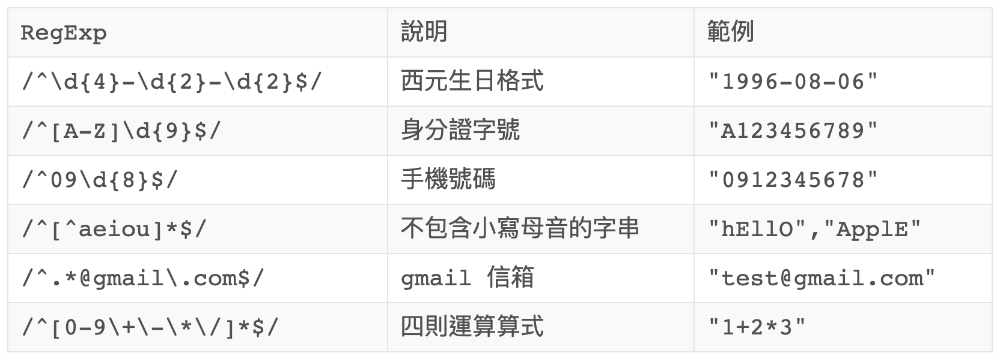 RegExp 說明 範例
/^\d{4}-\d{2}-\d{2}$/ 西元生日格式 "1996-08-06"
/^[A-Z]\d{9}$/ 身分證字號 "A123456789"
/^09\d{8}$/ 手機號碼 "0912345678"
/^[^aeiou]*$/ 不包含小寫母音的字串 "hEllO","ApplE"
/^.*@gmail\.com$/ gmail 信箱 "test@gmail.com"
/^[0-9\+\-\*\/]*$/ 四則運算算式 "1+2*3"